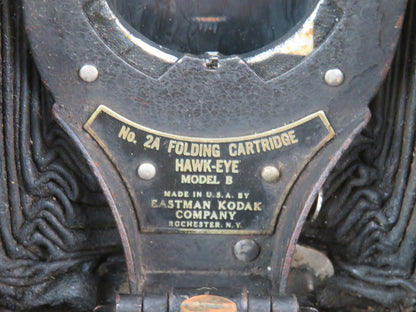 No. 2A FOLDING CARTRIDGE
HAWK-EYE
MODEL B
MADE IN U.S.A. BY
EASTMAN KODAK
COMPANY
ROCHESTER, N.Y.